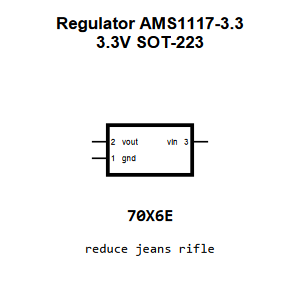 Regulator AMS1117-3.3
3.3V SOT-223
2 vout vin 3
1 gnd
70X6E
reduce jeans rifle